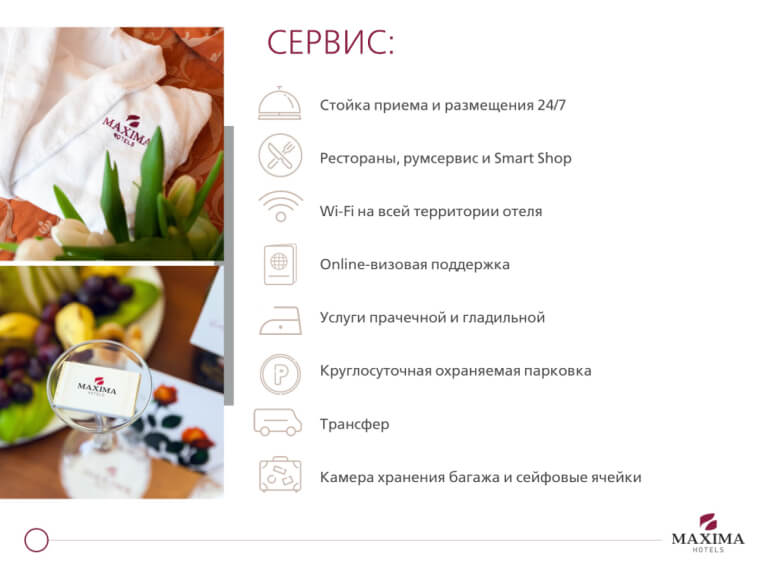 СЕРВИС:
MAXIMA
HOTELS
Стойка приема и размещения 24/7
Рестораны, румсервис и Smart Shop
Wi-Fi на всей территории отеля
Online-визовая поддержка
Услуги прачечной и гладильной
P
Круглосуточная охраняемая парковка
MAXIMA
HOTELS
Трансфер
Камера хранения багажа и сейфовые ячейки
MAXIMA
HOTELS